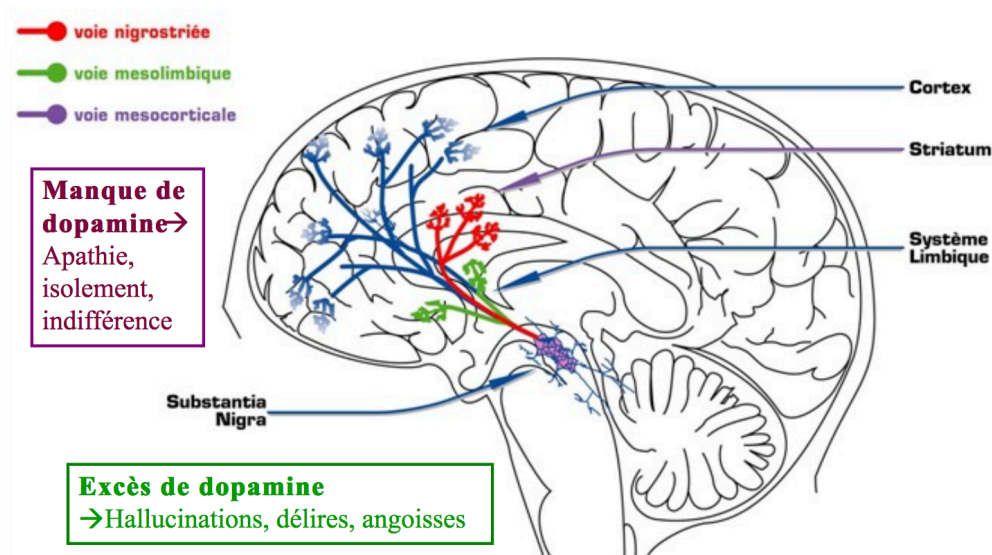 voie nigrostriée
voie mesolimbique
voie mesocorticale
Manque de
dopamine→
Apathie,
isolement,
indifférence
Cortex
Striatum
Système
Limbique
Substantia
Nigra
Excès de dopamine
→Hallucinations, délires, angoisses